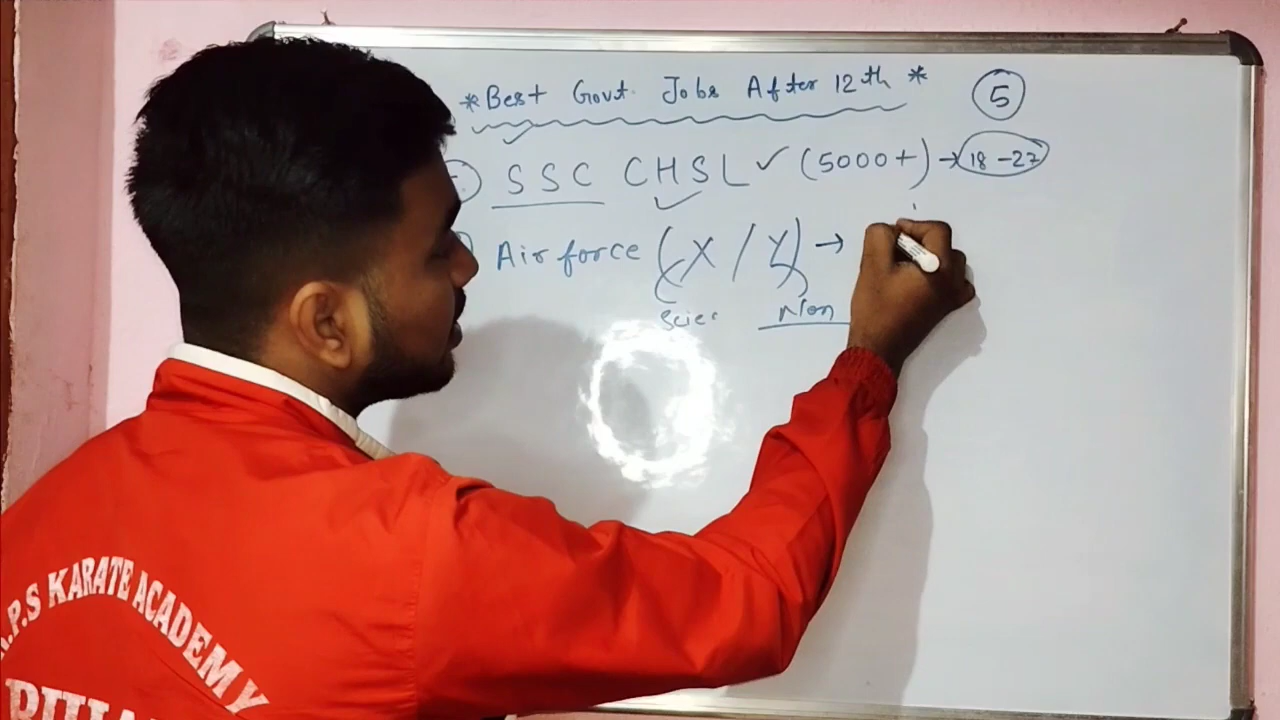 *Best Govt. Jobs After 12th *
5
SSC CHSL ✓ (5000+) → 18-27
Airforce (X / Y) →
Non
.P.S KARATE ACADEMY